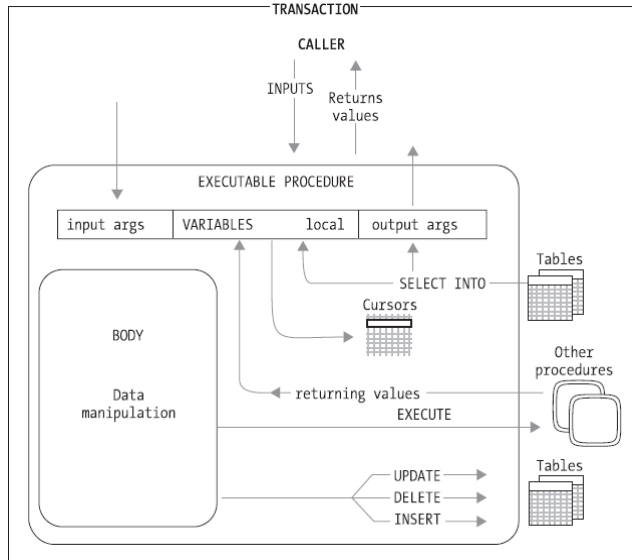 TRANSACTION
CALLER
INPUTS
Returns
values
EXECUTABLE PROCEDURE
input args
VARIABLES
local
output args
Tables
SELECT INTO
Cursors
BODY
Other
procedures
Data
manipulation
returning values
EXECUTE
Tables
UPDATE
DELETE
INSERT